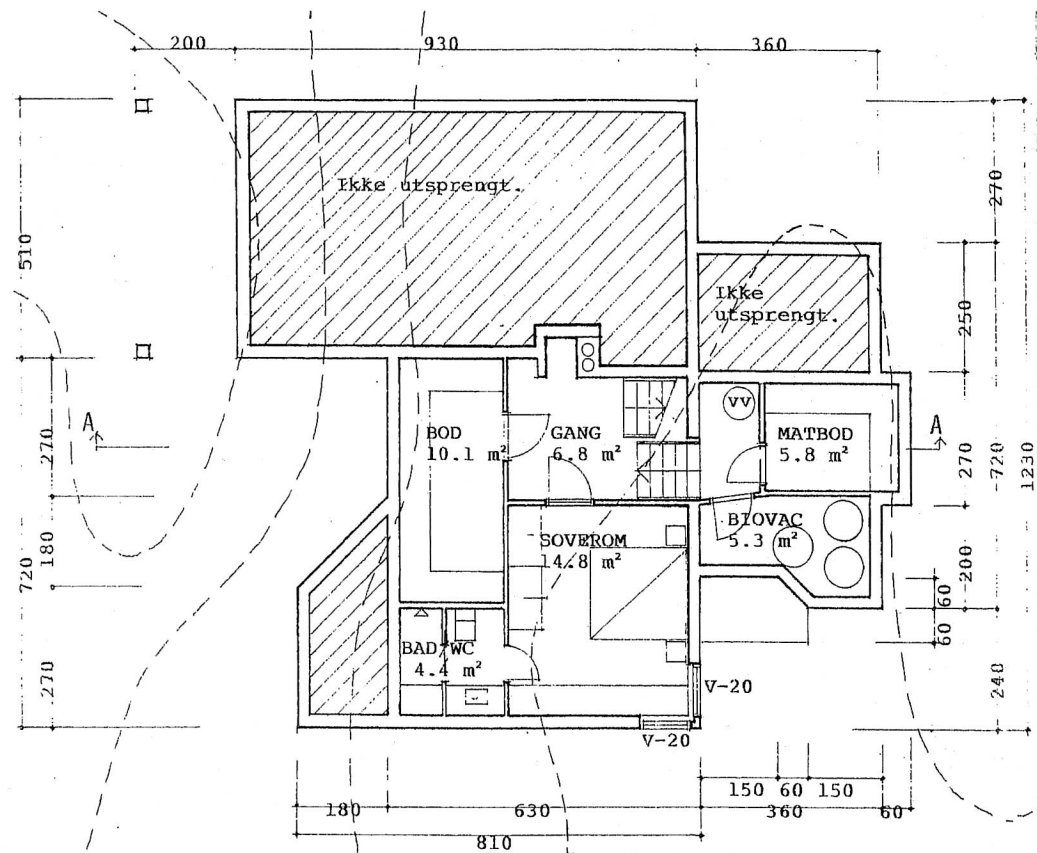 200
930
360
510
Ikke utsprengt.
270
Ikke
utsprengt.
250
A
270
BOD
10.1 m²
GANG
6.8 m²
VV
MATBOD
5.8 m²
A
270
720
1230
720
180
SOVEROM
14.8 m²
BIOVAC
5.3 m²
200
60
60
BAD/WC
4.4 m²
270
V-20
V-20
240
150
60
150
180
630
360
60
810